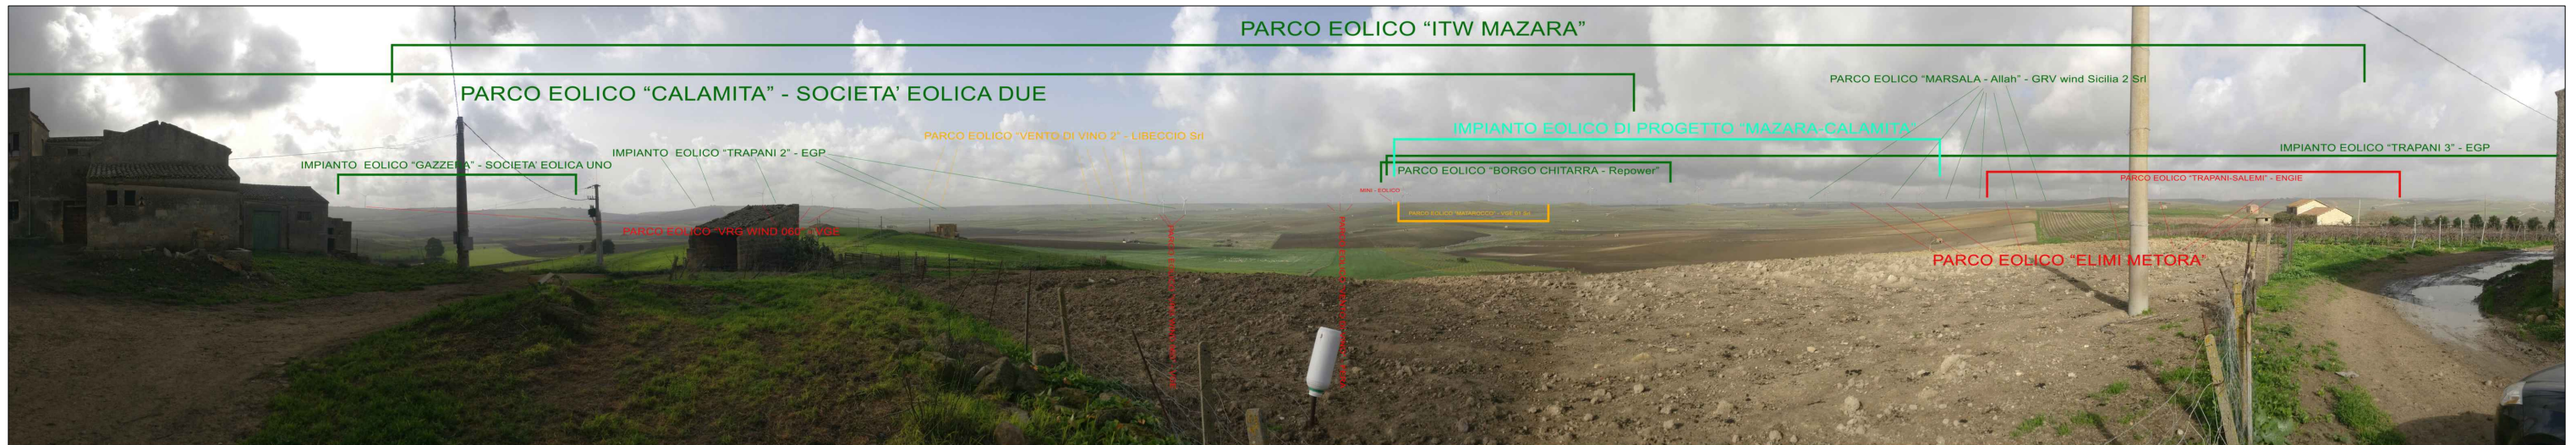 PARCO EOLICO “ITW MAZARA”
PARCO EOLICO “MARSALA - Allah” - GRV wind Sicilia 2 Srl
PARCO EOLICO “CALAMITA” - SOCIETA’ EOLICA DUE
IMPIANTO EOLICO DI PROGETTO “MAZARA-CALAMITA”
PARCO EOLICO “VENTO DI VINO 2” - LIBECCIO Srl
IMPIANTO EOLICO “TRAPANI 3” - EGP
IMPIANTO EOLICO “TRAPANI 2” - EGP
IMPIANTO EOLICO “GAZZERA” - SOCIETA’ EOLICA UNO
PARCO EOLICO “BORGO CHITARRA - Repower”
PARCO EOLICO “TRAPANI-SALEMI” - ENGIE
MINI - EOLICO
PARCO EOLICO
PARCO EOLICO “VRG WIND 060” -
PARCO EOLICO “ELIMI METORA”